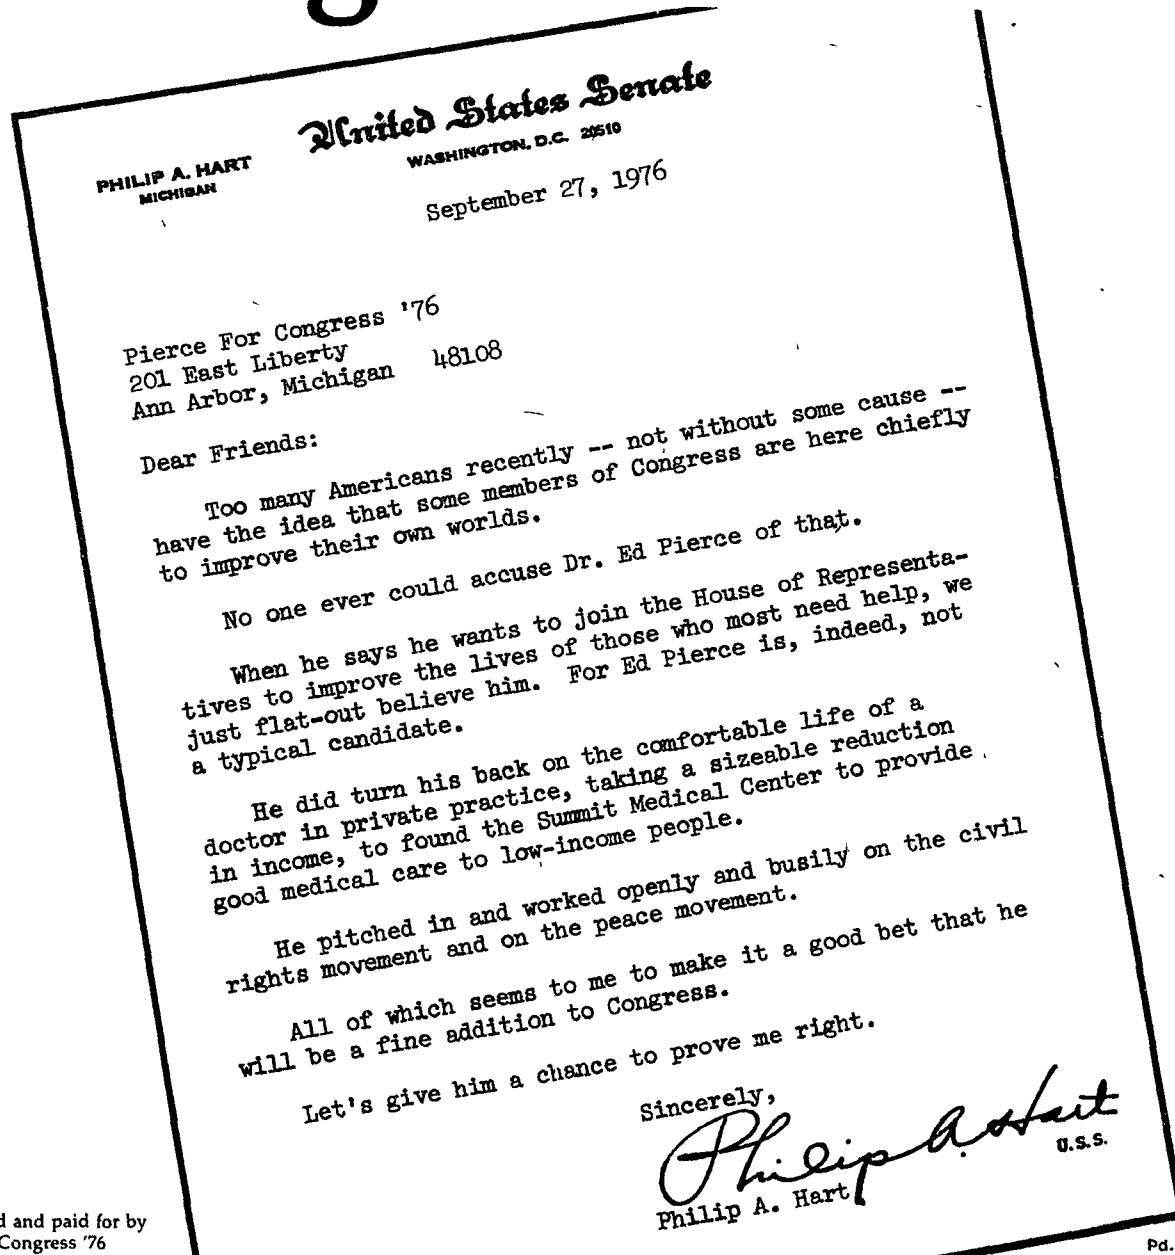 United States Senate
WASHINGTON, D.C. 20510
PHILIP A. HART
MICHIGAN
September 27, 1976
Pierce For Congress '76
201 East Liberty
Ann Arbor, Michigan 48108
Dear Friends:
Too many Americans recently -- not without some cause --
have the idea that some members of Congress are here chiefly
to improve their own worlds.
No one ever could accuse Dr. Ed Pierce of that.
When he says he wants to join the House of Representa-
tives to improve the lives of those who most need help, we
just flat-out believe him. For Ed Pierce is, indeed, not
a typical candidate.
He did turn his back on the comfortable life of a
doctor in private practice, taking a sizeable reduction
in income, to found the Summit Medical Center to provide
good medical care to low-income people.
He pitched in and worked openly and busily on the civil
rights movement and on the peace movement.
All of which seems to me to make it a good bet that he
will be a fine addition to Congress.
Let's give him a chance to prove me right.
Sincerely,
Philip A Hart
U.S.S.
Philip A. Hart
d and paid for by
Congress '76
Pd.